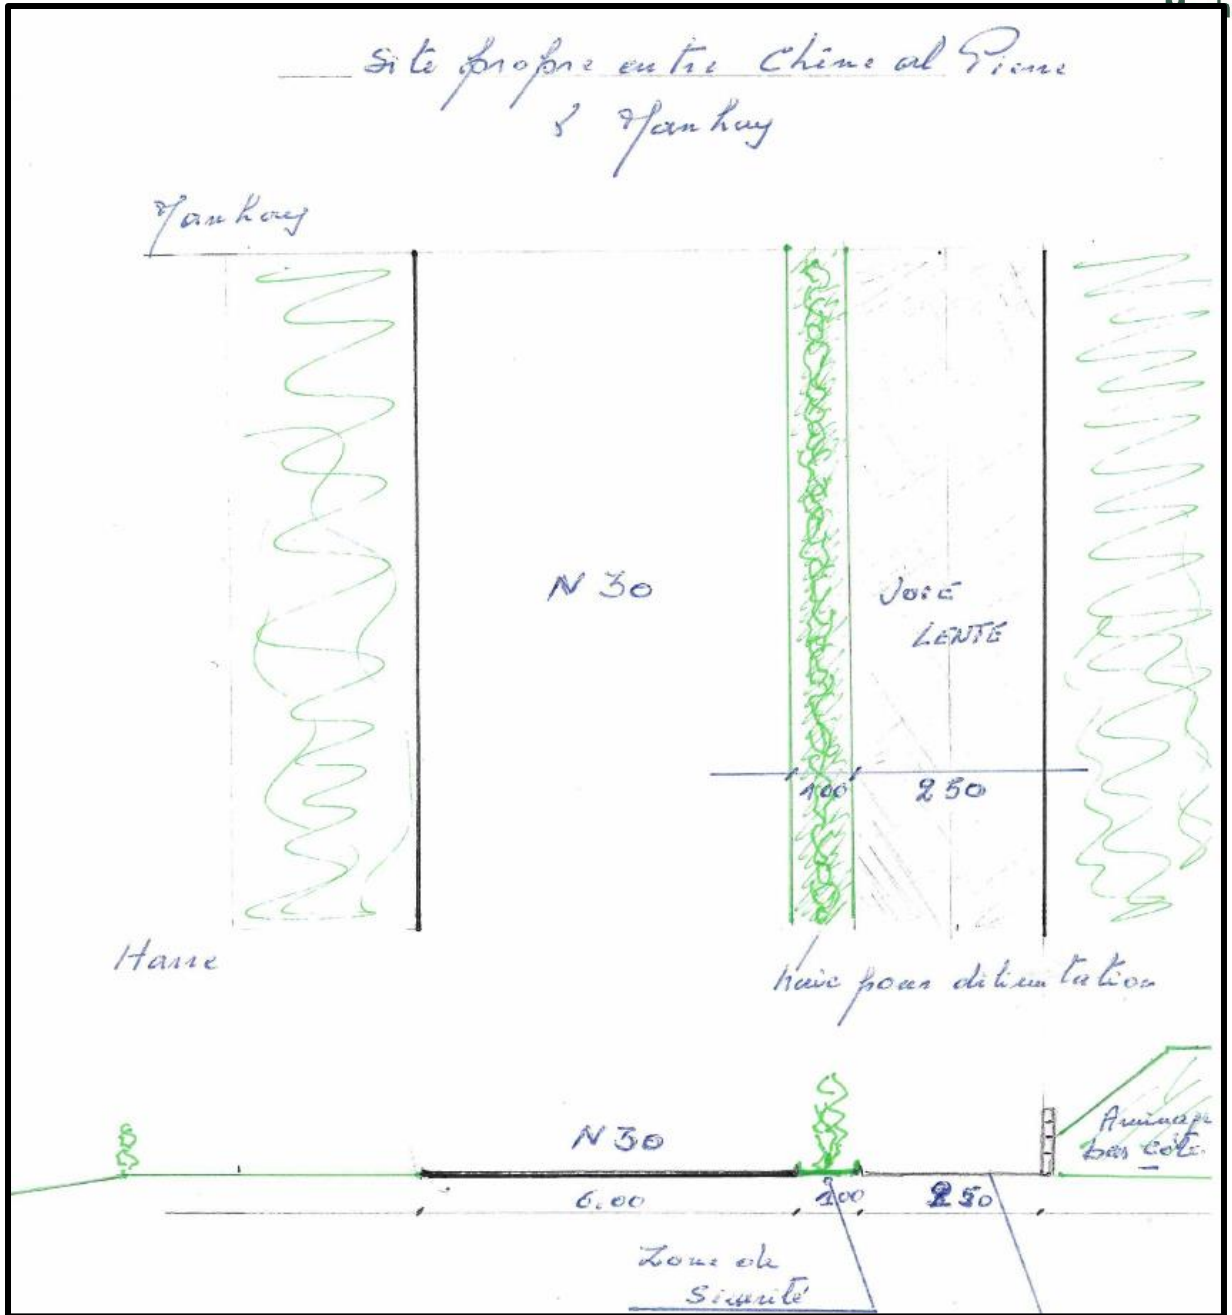 Site propre entre Chêne al Pierre
& Manhay
Manhay
N 30
Voie
LENTE
100
250
Harre
haie pour délimitation
N 30
Aménage
bas côté
6.00
100
250
Zone de
Sécurité